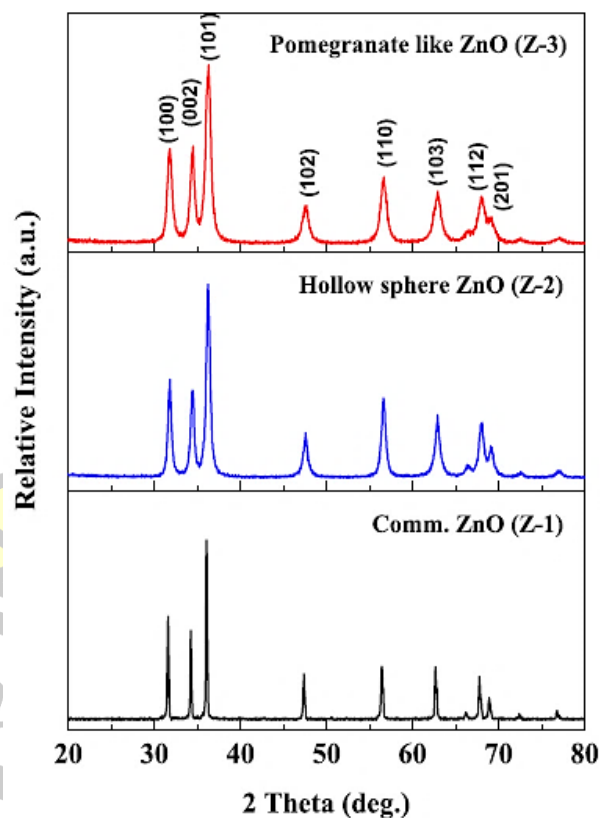 Pomegranate like ZnO (Z-3)
(100)
(002)
(101)
(102)
(110)
(103)
(112)
(201)
Hollow sphere ZnO (Z-2)
Comm. ZnO (Z-1)
Relative Intensity (a.u.)
20 30 40 50 60 70 80
2 Theta (deg.)